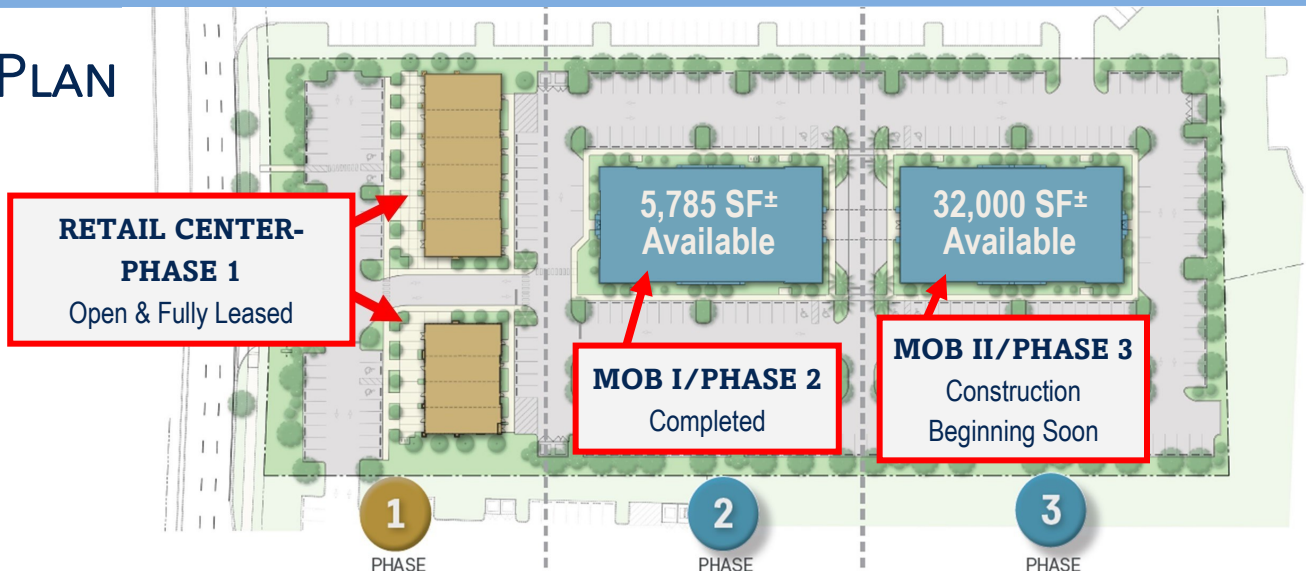 PLAN
RETAIL CENTER-
PHASE 1
Open & Fully Leased
5,785 SF±
Available
32,000 SF±
Available
MOB I/PHASE 2
Completed
MOB II/PHASE 3
Construction
Beginning Soon
1
PHASE
2
PHASE
3
PHASE